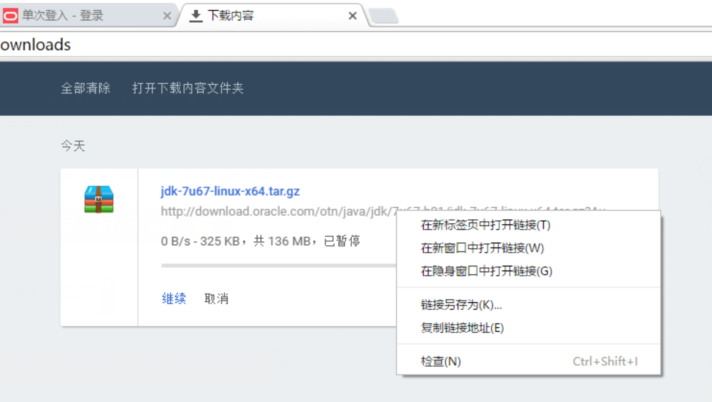 单次登入 - 登录
下载内容
ownloads
全部清除 打开下载内容文件夹
今天
jdk-7u67-linux-x64.tar.gz
http://download.oracle.com/otn/java/jdk/
0 B/s - 325 KB，共 136 MB，已暂停
继续 取消
在新标签页中打开链接(T)
在新窗口中打开链接(W)
在隐身窗口中打开链接(G)
链接另存为(K)...
复制链接地址(E)
检查(N) Ctrl+Shift+I